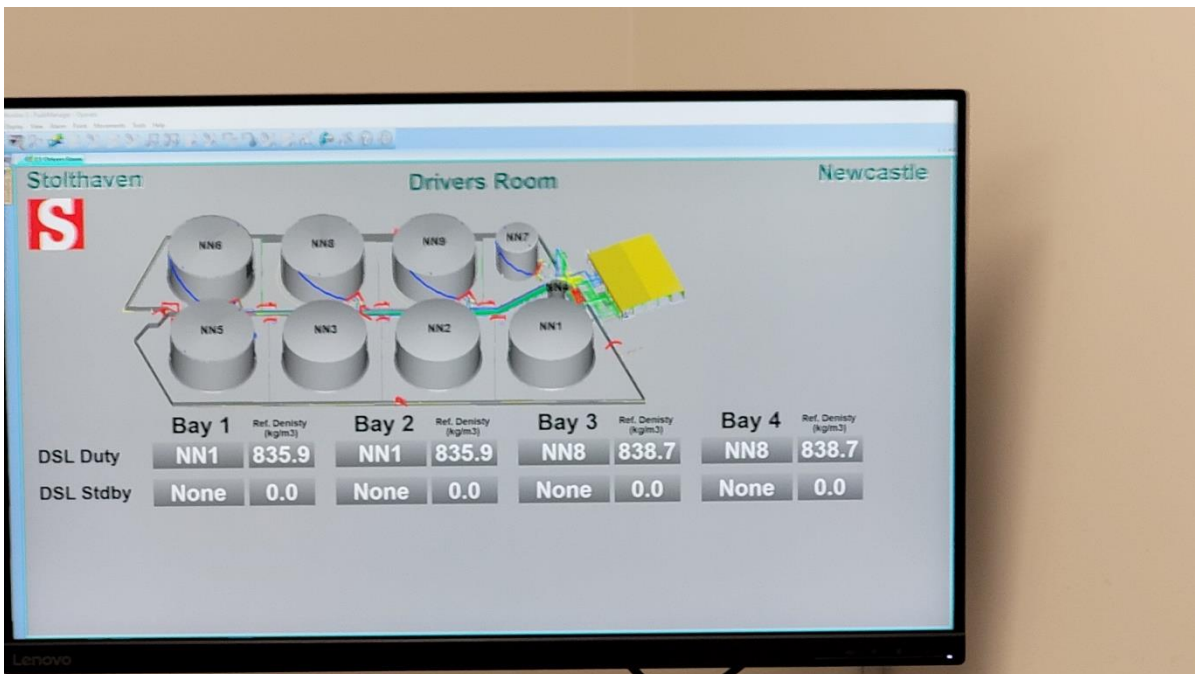 Stolthaven
Drivers Room
Newcastle
S
NN6
NN8
NN9
NN7
NN4
NN5
NN3
NN2
NN1
Bay 1 Ref. Denisty (kg/m3) Bay 2 Ref. Denisty (kg/m3) Bay 3 Ref. Denisty (kg/m3) Bay 4 Ref. Denisty (kg/m3)
DSL Duty NN1 835.9 NN1 835.9 NN8 838.7 NN8 838.7
DSL Stdby None 0.0 None 0.0 None 0.0 None 0.0
Lenovo